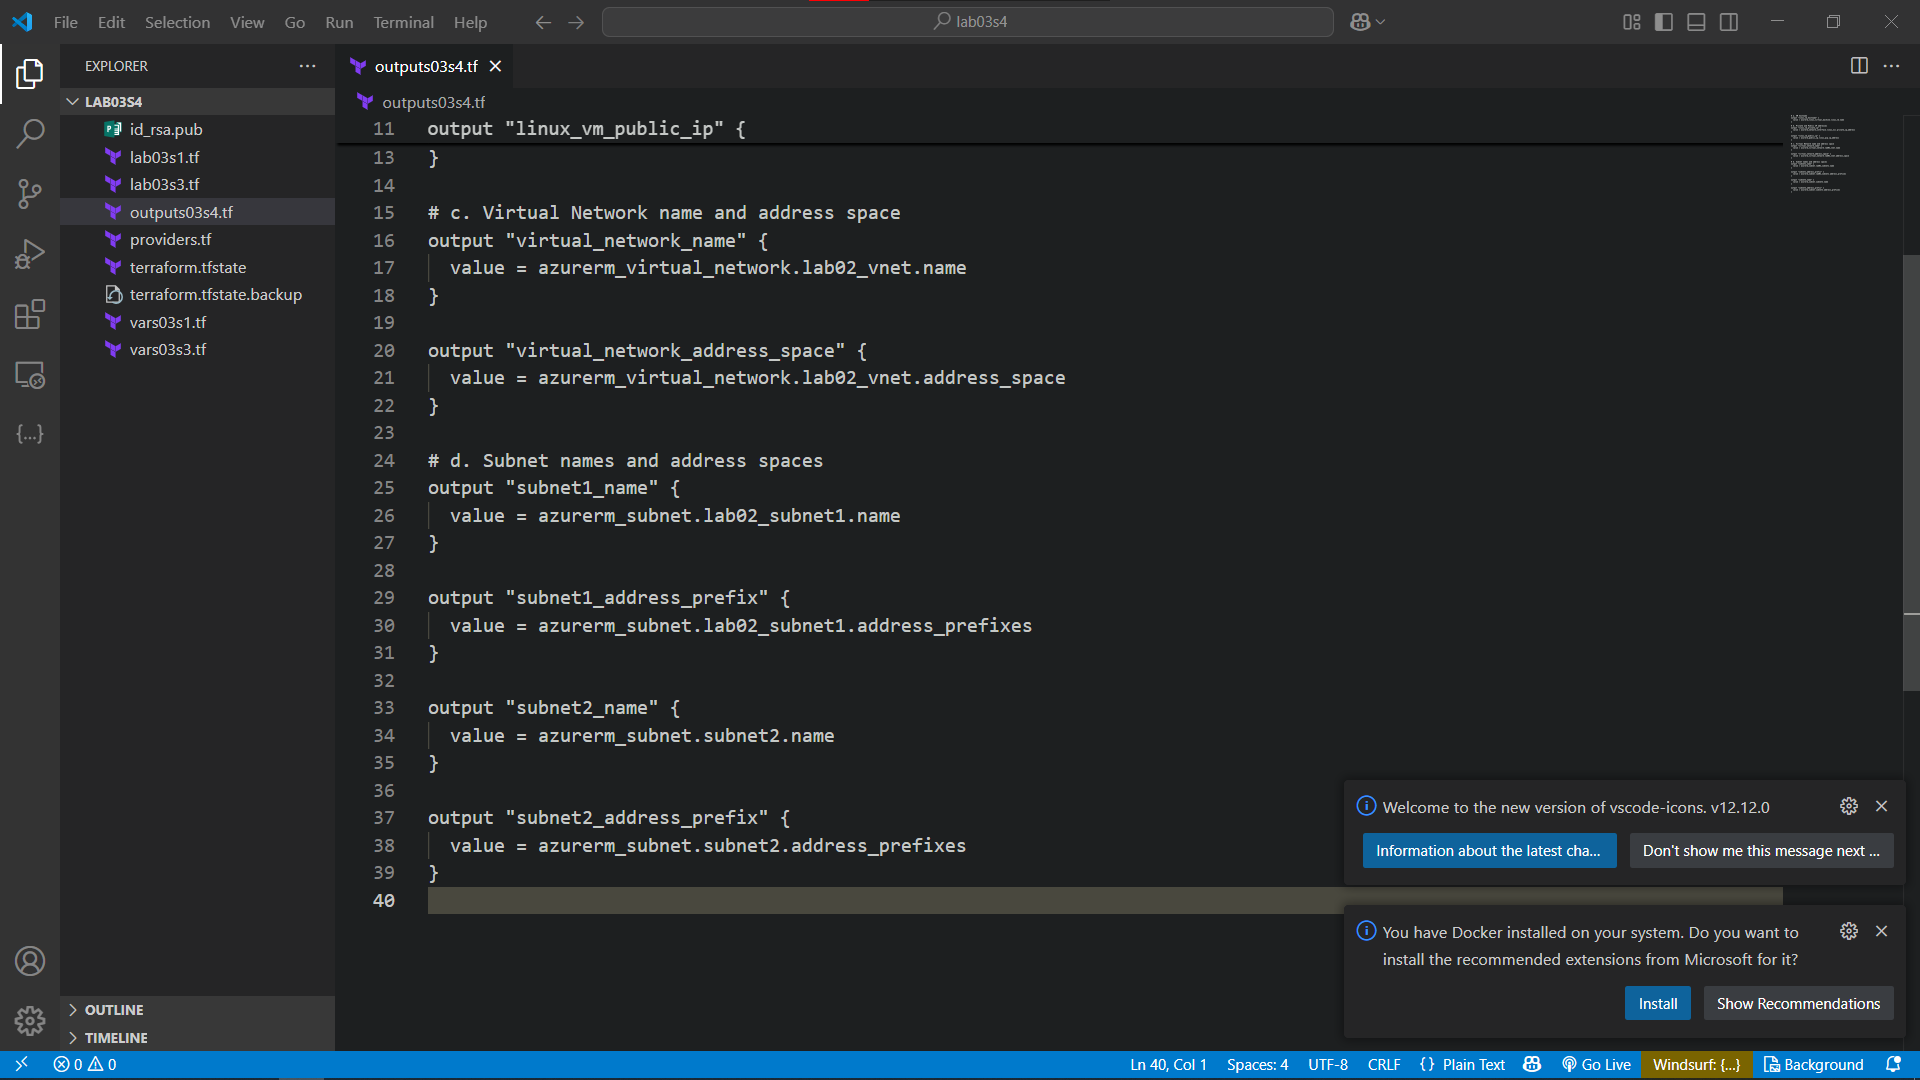 File Edit Selection View Go Run Terminal Help
lab03s4
EXPLORER
LAB03S4
id_rsa.pub
lab03s1.tf
lab03s3.tf
outputs03s4.tf
providers.tf
terraform.tfstate
terraform.tfstate.backup
vars03s1.tf
vars03s3.tf
OUTLINE
TIMELINE
outputs03s4.tf
outputs03s4.tf
11 output "linux_vm_public_ip" {
13 }
14
15 # c. Virtual Network name and address space
16 output "virtual_network_name" {
17 value = azurerm_virtual_network.lab02_vnet.name
18 }
19
20 output "virtual_network_address_space" {
21 value = azurerm_virtual_network.lab02_vnet.address_space
22 }
23
24 # d. Subnet names and address spaces
25 output "subnet1_name" {
26 value = azurerm_subnet.lab02_subnet1.name
27 }
28
29 output "subnet1_address_prefix" {
30 value = azurerm_subnet.lab02_subnet1.address_prefixes
31 }
32
33 output "subnet2_name" {
34 value = azurerm_subnet.subnet2.name
35 }
36
37 output "subnet2_address_prefix" {
38 value = azurerm_subnet.subnet2.address_prefixes
39 }
40
Welcome to the new version of vscode-icons. v12.12.0
Information about the latest cha...
Don't show me this message next ...
You have Docker installed on your system. Do you want to
install the recommended extensions from Microsoft for it?
Install
Show Recommendations
0 0
Ln 40, Col 1
Spaces: 4
UTF-8
CRLF
{} Plain Text
Go Live
Windsurf: {...}
Background